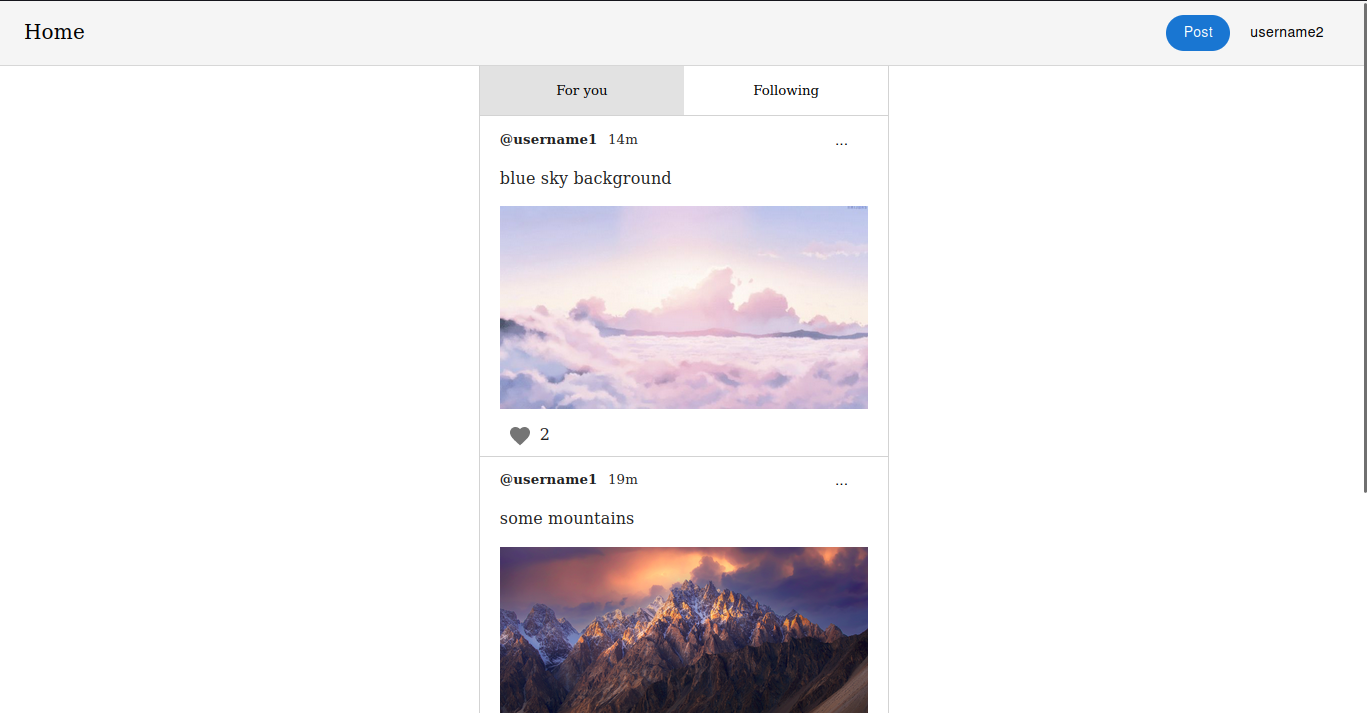 Home
Post
username2
For you
Following
@username1 14m
...
blue sky background
2
@username1 19m
...
some mountains